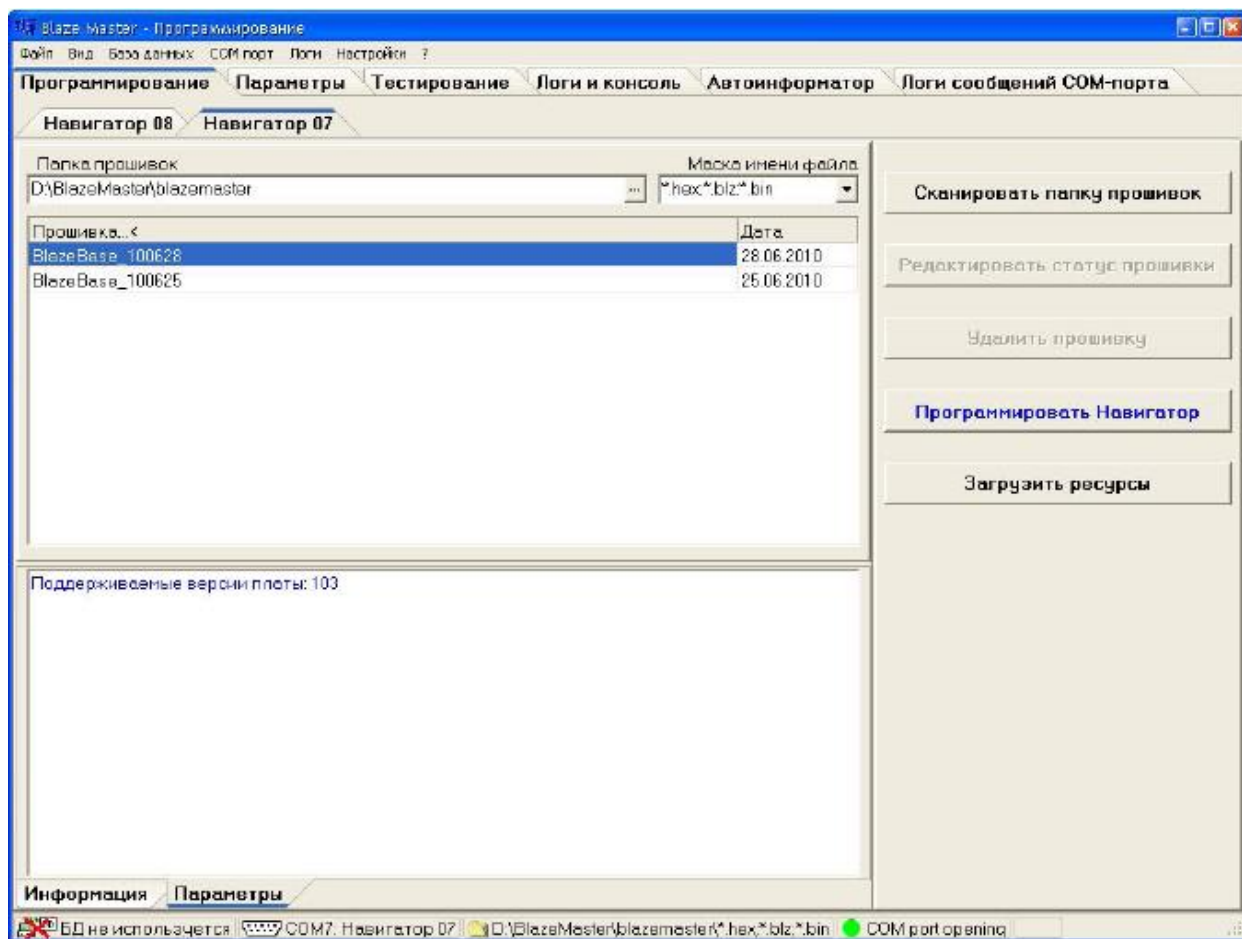 Blaze Master - Программирование
Файл Вид База данных COM порт Логи Настройки ?
Программирование Параметры Тестирование Логи и консоль Автоинформатор Логи сообщений COM-порта
Навигатор 08 Навигатор 07
Папка прошивок Маска имени файла
D:\BlazeMaster\blazemaster ... *.hex;*.blz;*.bin
Сканировать папку прошивок
Прошивка...< Дата
BlazeBase_100628 28.06.2010
BlazeBase_100625 25.06.2010
Редактировать статус прошивки
Удалить прошивку
Программировать Навигатор
Загрузить ресурсы
Поддерживаемые версии платы: 103
Информация Параметры
БД не используется COM7. Навигатор 07 D:\BlazeMaster\blazemaster\*.hex;*.blz;*.bin COM port opening